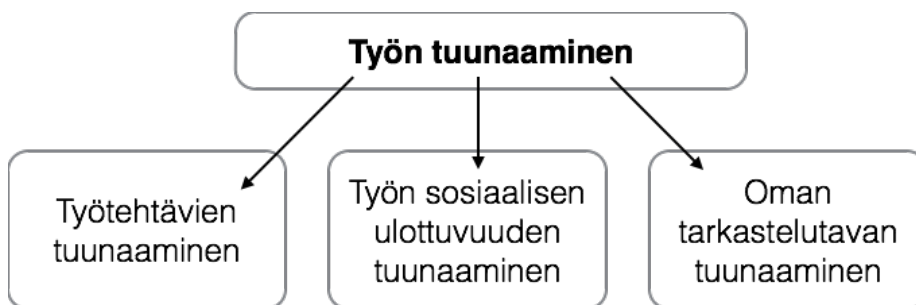 Työn tuunaaminen
Työtehtävien
tuunaaminen
Työn sosiaalisen
ulottuvuuden
tuunaaminen
Oman
tarkastelutavan
tuunaaminen